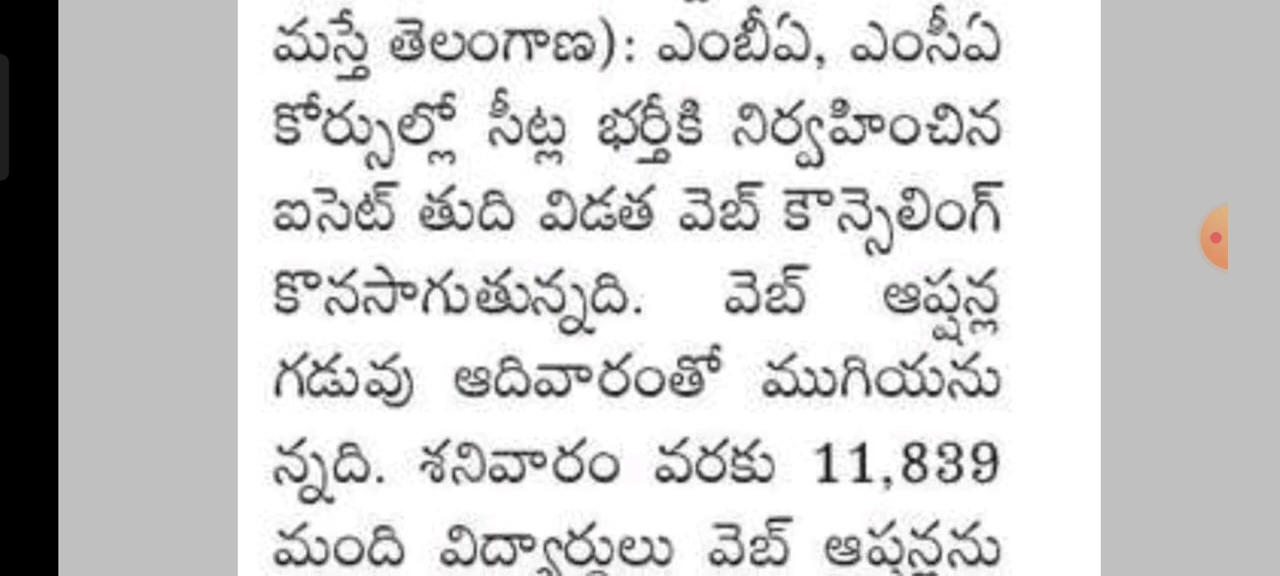 మస్తే తెలంగాణ): ఎంబీఏ, ఎంసీఏ
కోర్సుల్లో సీట్ల భర్తీకి నిర్వహించిన
ఐసెట్ తుది విడత వెబ్ కౌన్సెలింగ్
కొనసాగుతున్నది. వెబ్ ఆప్షన్ల
గడువు ఆదివారంతో ముగియను
న్నది. శనివారం వరకు 11,839
మంది విద్యార్థులు వెబ్ ఆప్షన్లను